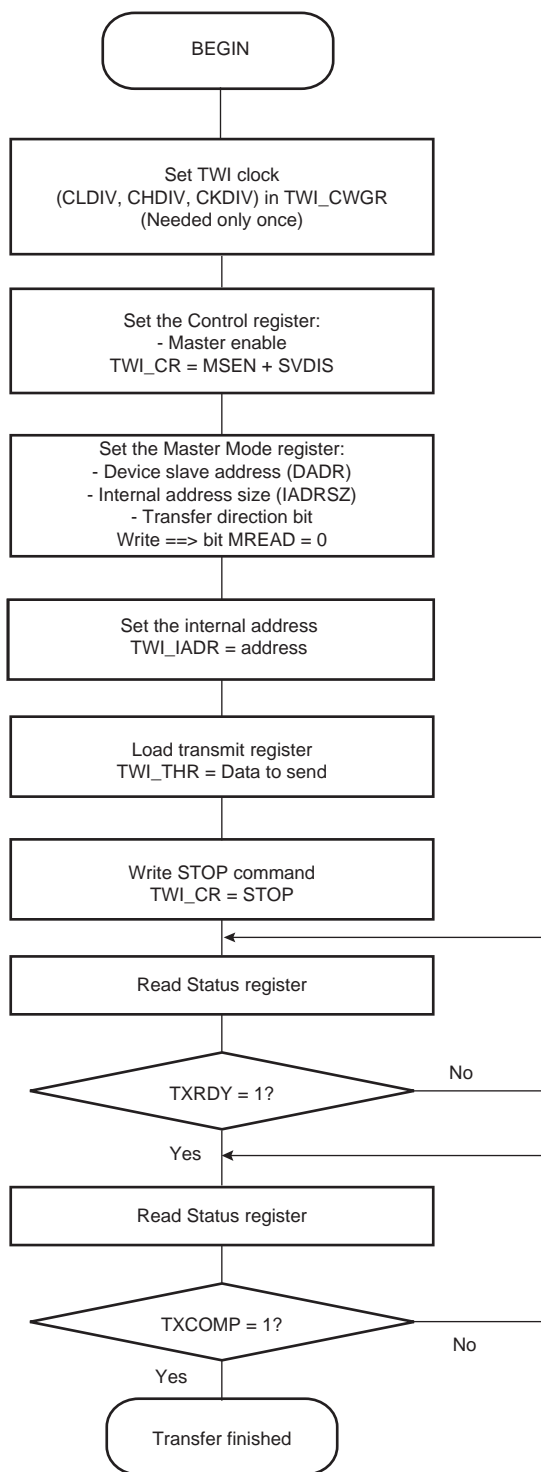 BEGIN
Set TWI clock
(CLDIV, CHDIV, CKDIV) in TWI_CWGR
(Needed only once)
Set the Control register:
- Master enable
TWI_CR = MSEN + SVDIS
Set the Master Mode register:
- Device slave address (DADR)
- Internal address size (IADRSZ)
- Transfer direction bit
Write ==> bit MREAD = 0
Set the internal address
TWI_IADR = address
Load transmit register
TWI_THR = Data to send
Write STOP command
TWI_CR = STOP
Read Status register
No
TXRDY = 1?
Yes
Read Status register
TXCOMP = 1?
No
Yes
Transfer finished